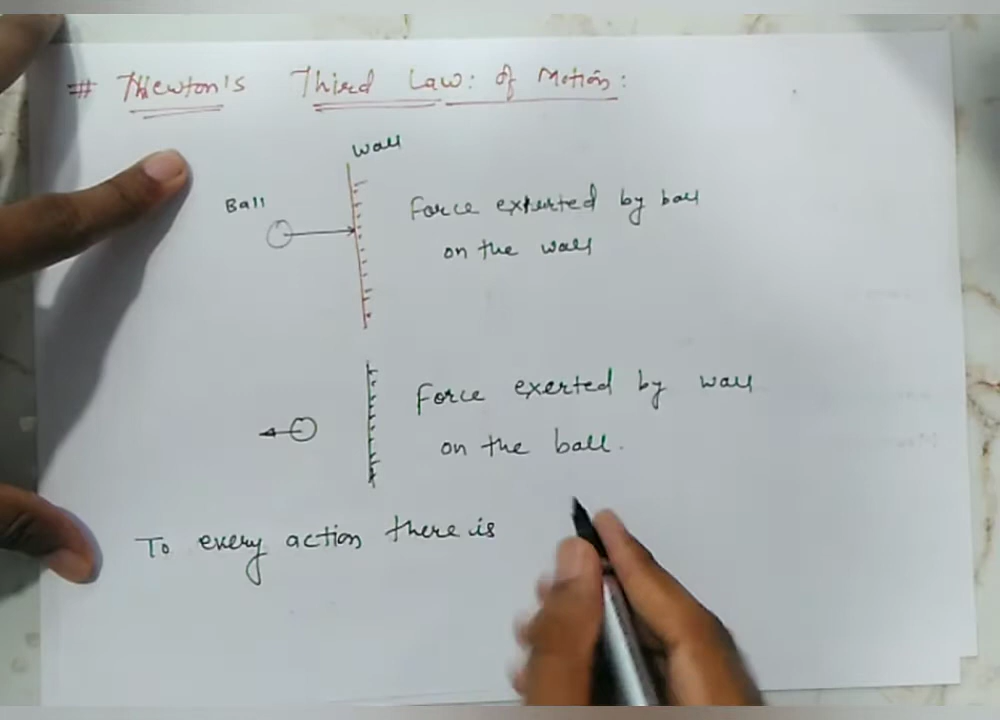 # Newton's Third Law: of Motion:
Wall
Ball
Force exerted by ball
on the wall
Force exerted by wall
on the ball.
To every action there is